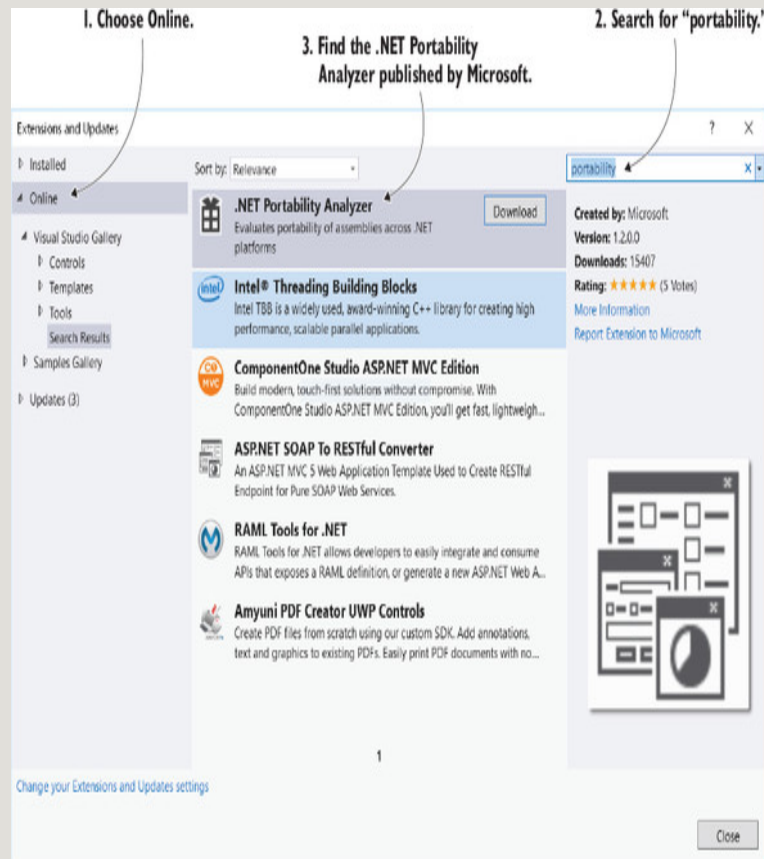 1. Choose Online.
2. Search for “portability.”
3. Find the .NET Portability
Analyzer published by Microsoft.
Extensions and Updates
?
X
Installed
Online
Visual Studio Gallery
Controls
Templates
Tools
Search Results
Samples Gallery
Updates (3)
Sort by: Relevance
.NET Portability Analyzer
Download
Evaluates portability of assemblies across .NET
platforms
intel
Intel® Threading Building Blocks
Intel TBB is a widely used, award-winning C++ library for creating high
performance, scalable parallel applications.
MVC
ComponentOne Studio ASP.NET MVC Edition
Build modern, touch-first solutions without compromise. With
ComponentOne Studio ASP.NET MVC Edition, you'll get fast, lightweigh...
ASP.NET SOAP To RESTful Converter
An ASP.NET MVC 5 Web Application Template Used to Create RESTful
Endpoint for Pure SOAP Web Services.
RAML Tools for .NET
RAML Tools for .NET allows developers to easily integrate and consume
APIs that exposes a RAML definition, or generate a new ASP.NET Web A...
Amyuni PDF Creator UWP Controls
Create PDF files from scratch using our custom SDK. Add annotations,
text and graphics to existing PDFs. Easily print PDF documents with no...
1
portability
Created by: Microsoft
Version: 1.2.0.0
Downloads: 15407
Rating: ★★★★★ (5 Votes)
More Information
Report Extension to Microsoft
Change your Extensions and Updates settings
Close